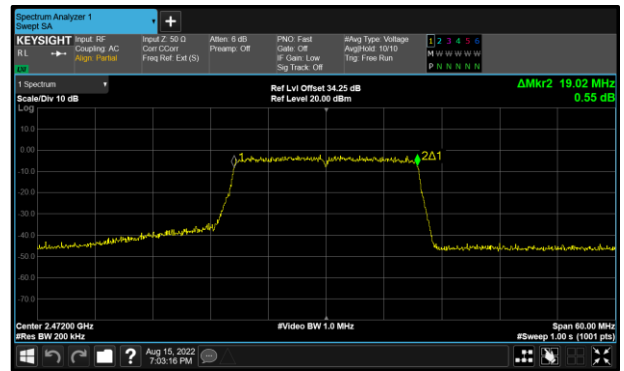 Spectrum Analyzer 1
Swept SA
+
KEYSIGHT Input: RF
RL Coupling: AC
Align: Partial
Input Z: 50 Ω
Corr CCorr
Freq Ref: Ext (S)
Atten: 6 dB
Preamp: Off
PNO: Fast
Gate: Off
IF Gain: Low
Sig Track: Off
#Avg Type: Voltage
Avg|Hold: 10/10
Trig: Free Run
1 2 3 4 5 6
M W W W W W
P N N N N N
1 Spectrum
Scale/Div 10 dB
Ref Lvl Offset 34.25 dB
Ref Level 20.00 dBm
ΔMkr2 19.02 MHz
0.55 dB
Log
10.0
0.00
-10.0
-20.0
-30.0
-40.0
-50.0
-60.0
-70.0
1
2Δ1
Center 2.47200 GHz
#Res BW 200 kHz
#Video BW 1.0 MHz
Span 60.00 MHz
#Sweep 1.00 s (1001 pts)
?
Aug 15, 2022
7:03:16 PM